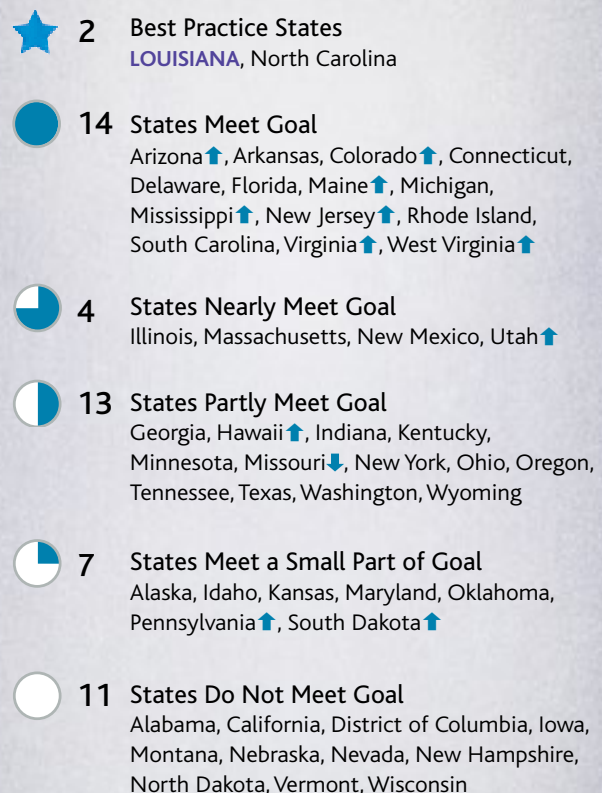 2 Best Practice States
LOUISIANA, North Carolina
14 States Meet Goal
Arizona⬆, Arkansas, Colorado⬆, Connecticut,
Delaware, Florida, Maine⬆, Michigan,
Mississippi⬆, New Jersey⬆, Rhode Island,
South Carolina, Virginia⬆, West Virginia⬆
4 States Nearly Meet Goal
Illinois, Massachusetts, New Mexico, Utah⬆
13 States Partly Meet Goal
Georgia, Hawaii⬆, Indiana, Kentucky,
Minnesota, Missouri⬇, New York, Ohio, Oregon,
Tennessee, Texas, Washington, Wyoming
7 States Meet a Small Part of Goal
Alaska, Idaho, Kansas, Maryland, Oklahoma,
Pennsylvania⬆, South Dakota⬆
11 States Do Not Meet Goal
Alabama, California, District of Columbia, Iowa,
Montana, Nebraska, Nevada, New Hampshire,
North Dakota, Vermont, Wisconsin